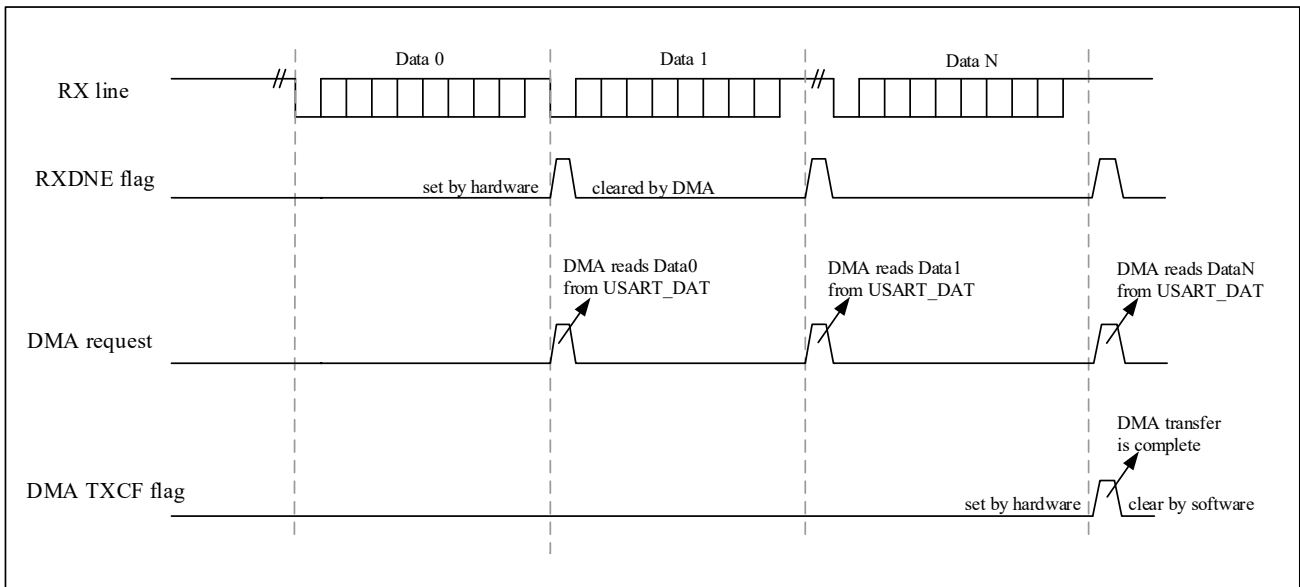 Data 0
Data 1
Data N
RX line
RXDNE flag
set by hardware
cleared by DMA
DMA reads Data0
from USART_DAT
DMA reads Data1
from USART_DAT
DMA reads DataN
from USART_DAT
DMA request
DMA transfer
is complete
DMA TXCF flag
set by hardware
clear by software